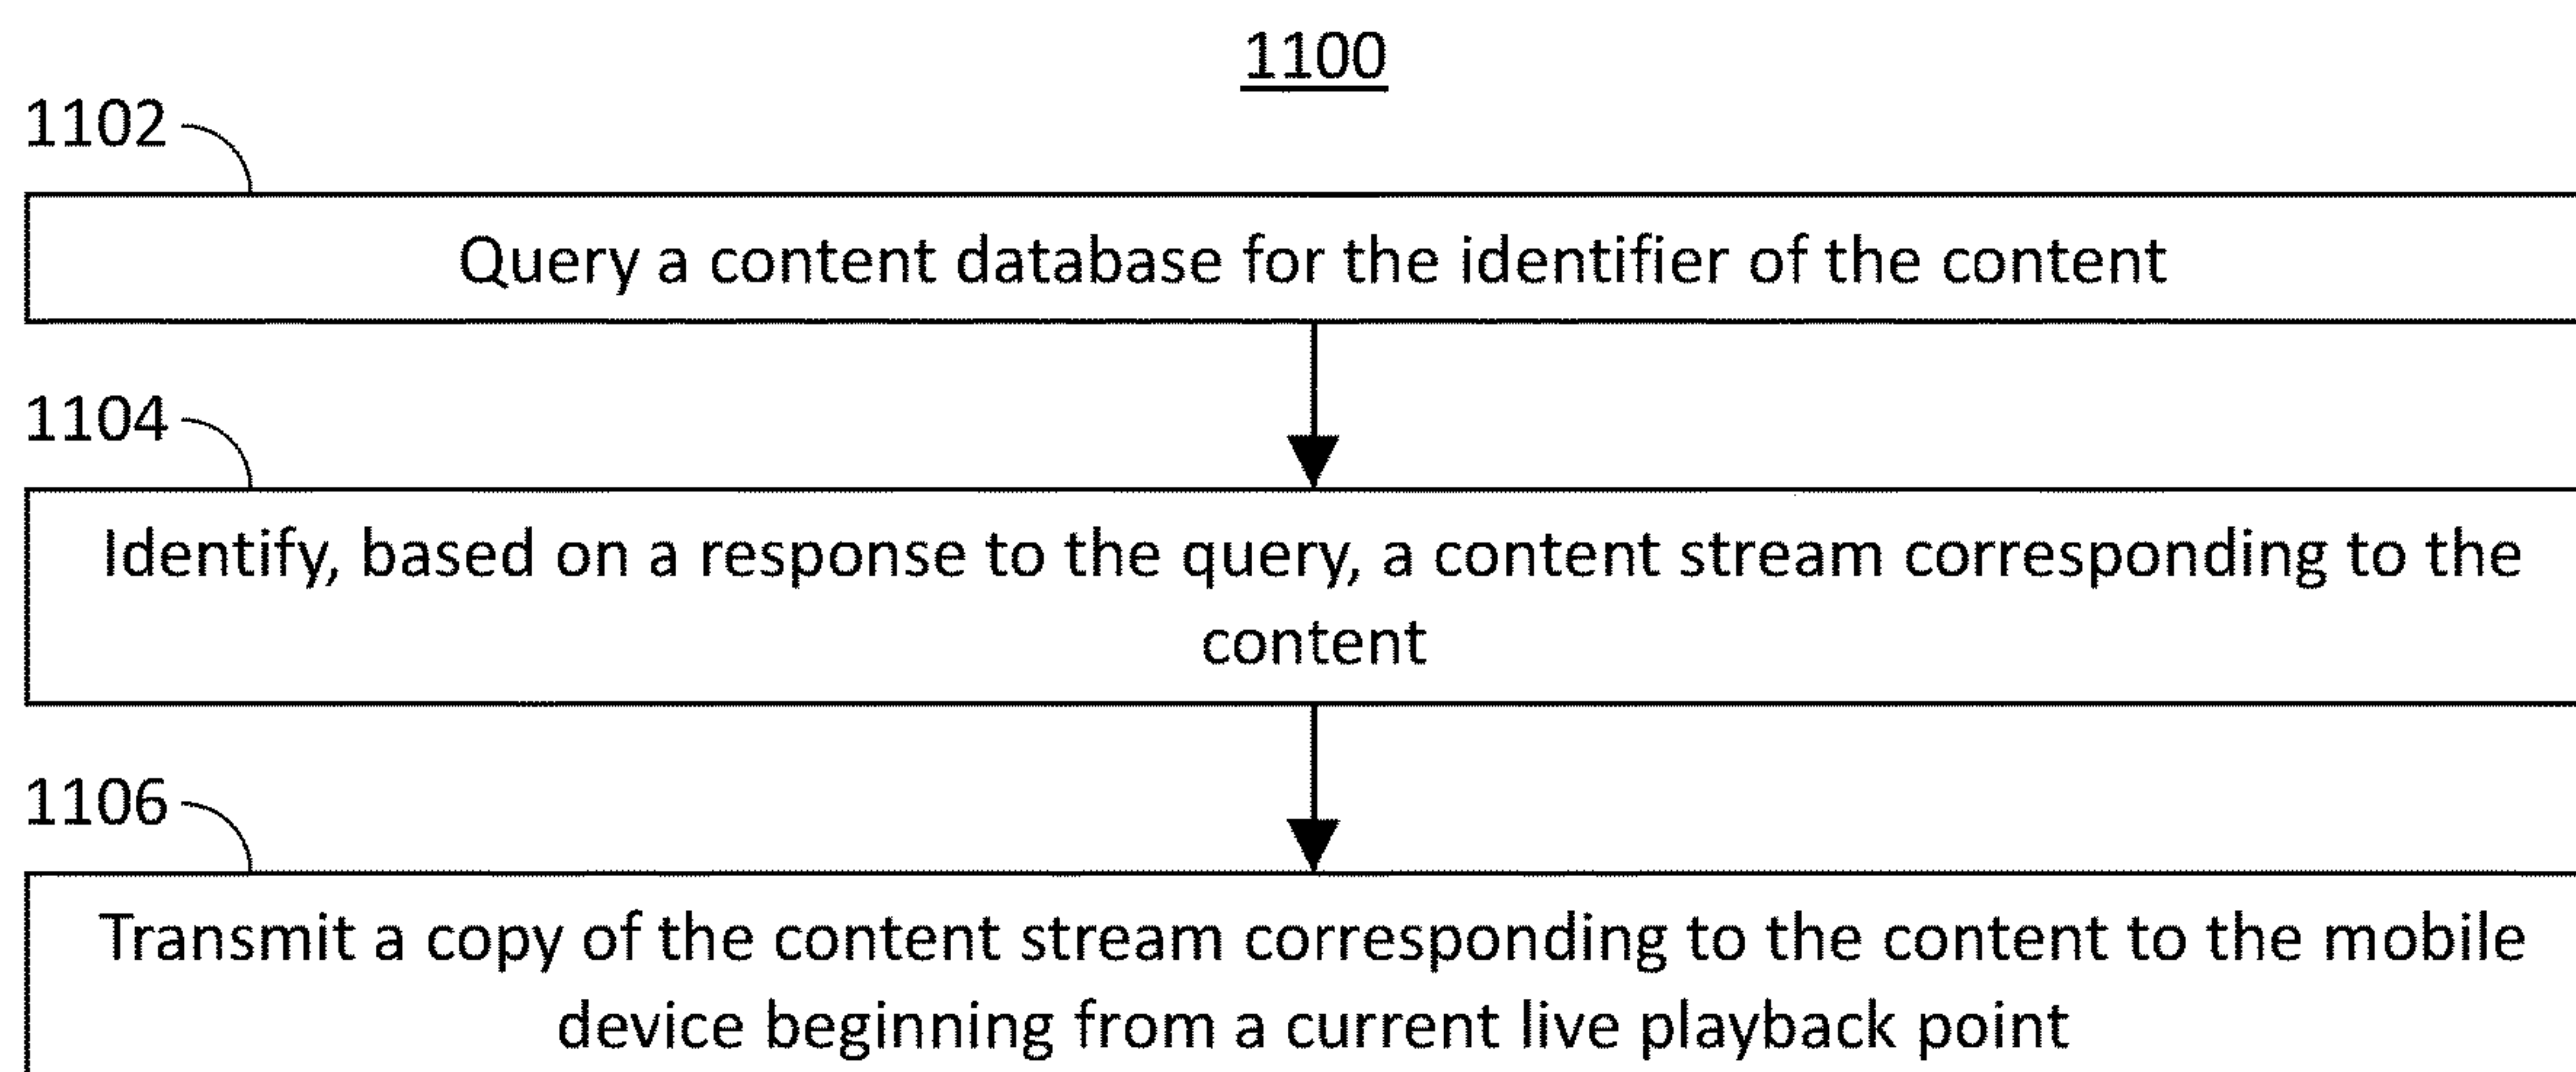 1100
1102
Query a content database for the identifier of the content
1104
Identify, based on a response to the query, a content stream corresponding to the
content
1106
Transmit a copy of the content stream corresponding to the content to the mobile
device beginning from a current live playback point